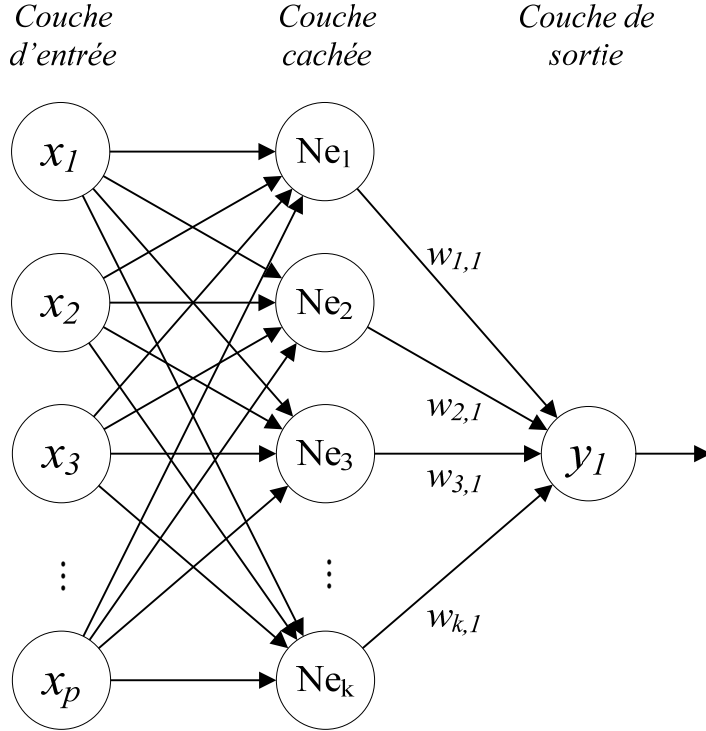 Couche d'entrée
Couche cachée
Couche de sortie
x1
Ne1
w1,1
x2
Ne2
w2,1
x3
Ne3
w3,1
y1
⋮
⋮
wk,1
xp
Nek